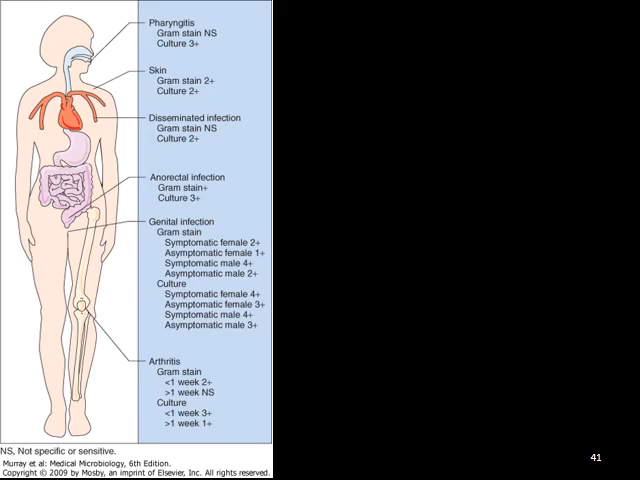 Pharyngitis
Gram stain NS
Culture 3+
Skin
Gram stain 2+
Culture 2+
Disseminated infection
Gram stain NS
Culture 2+
Anorectal infection
Gram stain+
Culture 3+
Genital infection
Gram stain
Symptomatic female 2+
Asymptomatic female 1+
Symptomatic male 4+
Asymptomatic male 2+
Culture
Symptomatic female 4+
Asymptomatic female 3+
Symptomatic male 4+
Asymptomatic male 3+
Arthritis
Gram stain
<1 week 2+
>1 week NS
Culture
<1 week 3+
>1 week 1+
NS, Not specific or sensitive.
Murray et al: Medical Microbiology, 6th Edition.
Copyright © 2009 by Mosby, an imprint of Elsevier, Inc. All rights reserved.
41